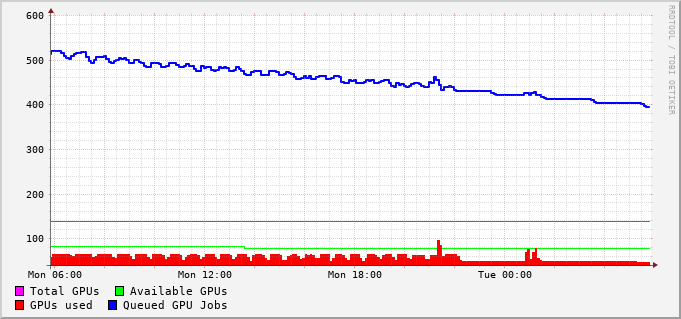 RRDTOOL / TOBI OETIKER
600
500
400
300
200
100
Mon 06:00 Mon 12:00 Mon 18:00 Tue 00:00
Total GPUs Available GPUs
GPUs used Queued GPU Jobs